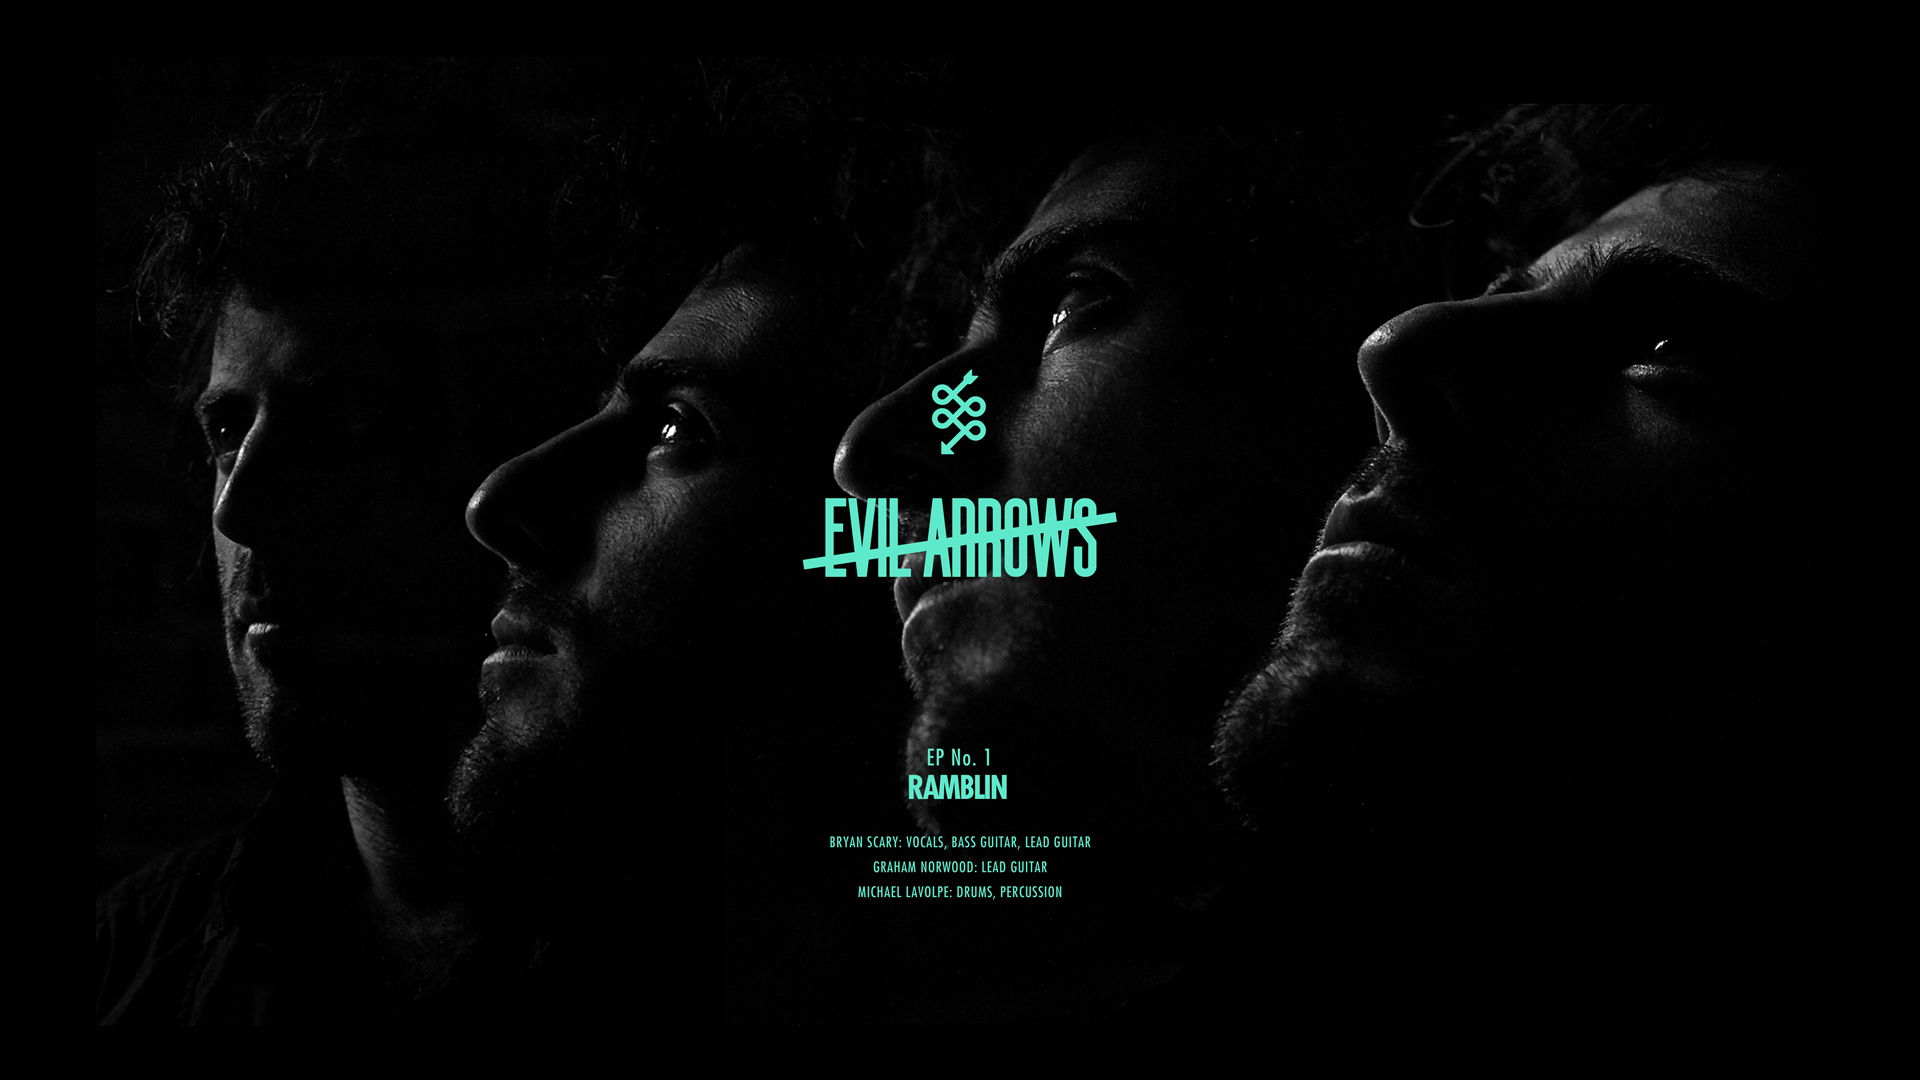 EVIL ARROWS
EP No. 1
RAMBLIN
BRYAN SCARY: VOCALS, BASS GUITAR, LEAD GUITAR
GRAHAM NORWOOD: LEAD GUITAR
MICHAEL LAVOLPE: DRUMS, PERCUSSION